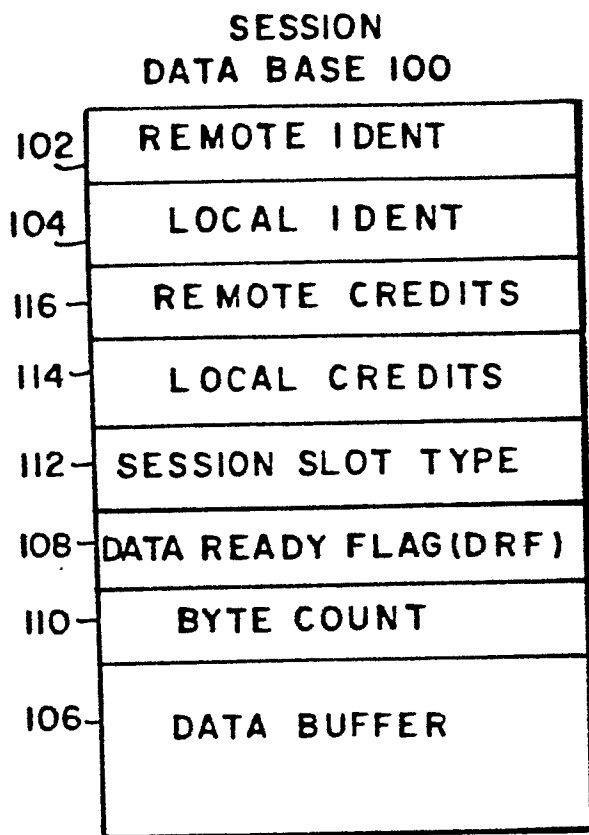 SESSION
DATA BASE 100
102 REMOTE IDENT
104 LOCAL IDENT
116 REMOTE CREDITS
114 LOCAL CREDITS
112 SESSION SLOT TYPE
108 DATA READY FLAG(DRF)
110 BYTE COUNT
106 DATA BUFFER